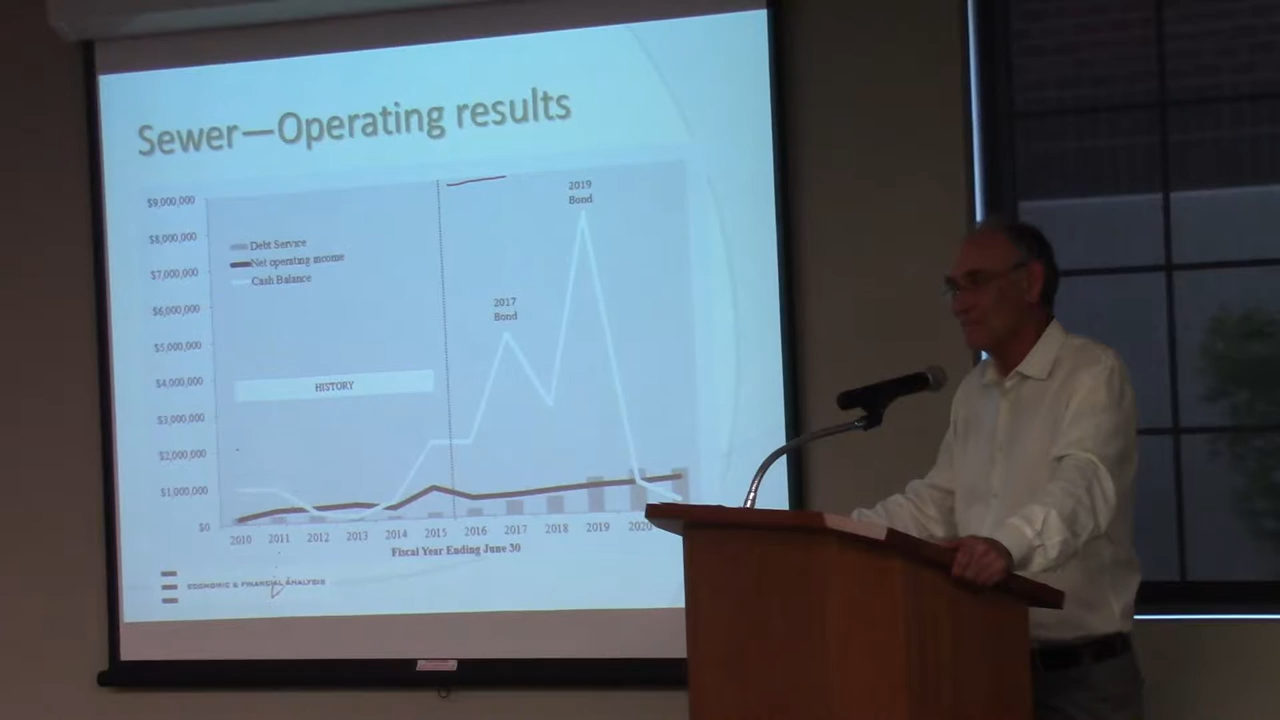 Sewer—Operating results
$9,000,000
$8,000,000
$7,000,000
$6,000,000
$5,000,000
$4,000,000
$3,000,000
$2,000,000
$1,000,000
$0
Debt Service
Net operating income
Cash Balance
HISTORY
2017
Bond
2019
Bond
2010 2011 2012 2013 2014 2015 2016 2017 2018 2019 2020
Fiscal Year Ending June 30
ECONOMIC & FINANCIAL ANALYSIS